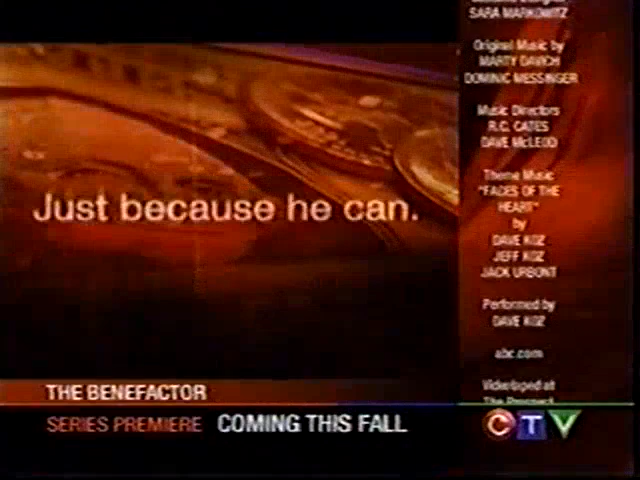 SARA MARKOWITZ
Original Music by
MARTY DAVICH
DOMINIC MESSINGER
Music Directors
R.C. CATES
DAVE McLEOD
Theme Music
"FACES OF THE
HEART"
by
DAVE KOZ
JEFF KOZ
JACK URBONT
Performed by
DAVE KOZ
abc.com
Videotaped at
The Prospect
Just because he can.
THE BENEFACTOR
SERIES PREMIERE COMING THIS FALL
CTV